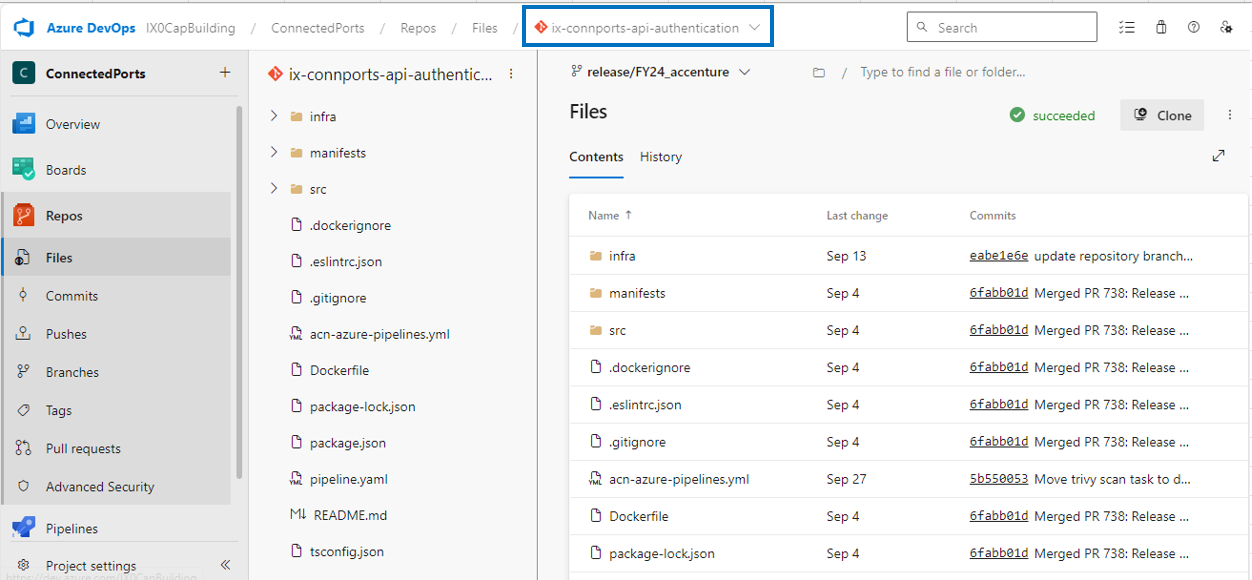 Azure DevOps IX0CapBuilding / ConnectedPorts / Repos / Files / ix-connports-api-authentication
Search
C ConnectedPorts +
Overview
Boards
Repos
Files
Commits
Pushes
Branches
Tags
Pull requests
Advanced Security
Pipelines
Project settings
https://dev.azure.com/IX0CapBuilding
ix-connports-api-authentic...
infra
manifests
src
.dockerignore
.eslintrc.json
.gitignore
YML acn-azure-pipelines.yml
Dockerfile
package-lock.json
package.json
YML pipeline.yaml
M↓ README.md
tsconfig.json
release/FY24_accenture
/ Type to find a file or folder...
Files
succeeded
Clone
Contents History
Name ↑ Last change Commits
infra Sep 13 eabe1e6e update repository branch...
manifests Sep 4 6fabb01d Merged PR 738: Release ...
src Sep 4 6fabb01d Merged PR 738: Release ...
.dockerignore Sep 4 6fabb01d Merged PR 738: Release ...
.eslintrc.json Sep 4 6fabb01d Merged PR 738: Release ...
.gitignore Sep 4 6fabb01d Merged PR 738: Release ...
YML acn-azure-pipelines.yml Sep 27 5b550053 Move trivy scan task to d...
Dockerfile Sep 4 6fabb01d Merged PR 738: Release ...
package-lock.json Sep 4 6fabb01d Merged PR 738: Release ...